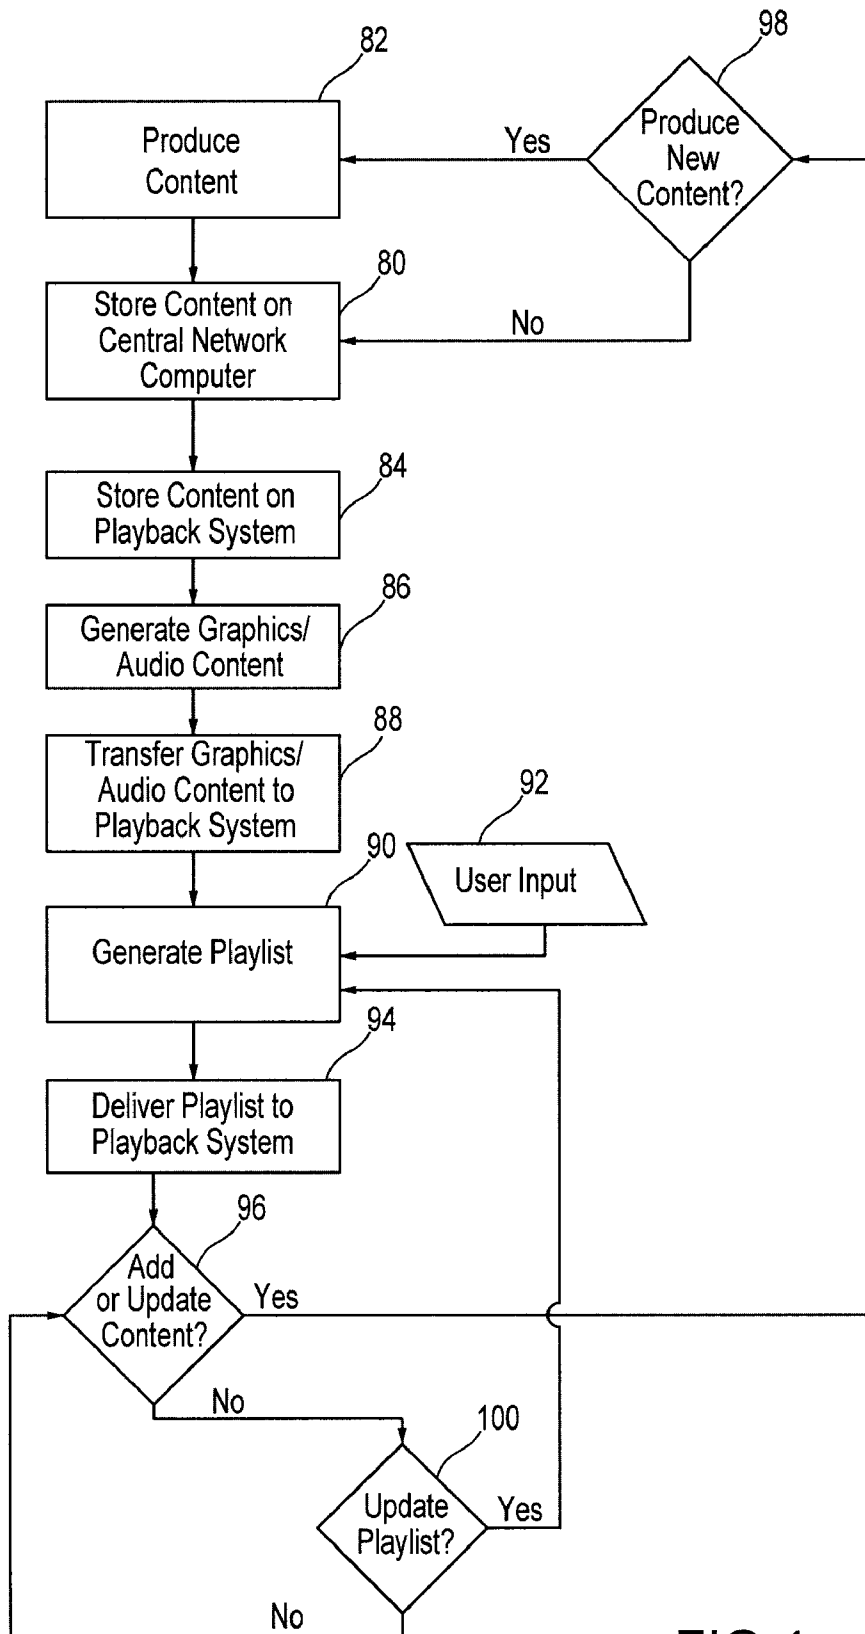 82
98
Produce
Content
Yes
Produce
New
Content?
80
Store Content on
Central Network
Computer
No
84
Store Content on
Playback System
86
Generate Graphics/
Audio Content
88
Transfer Graphics/
Audio Content to
Playback System
92
User Input
90
Generate Playlist
94
Deliver Playlist to
Playback System
96
Add
or Update
Content?
Yes
No
100
Update
Playlist?
Yes
No